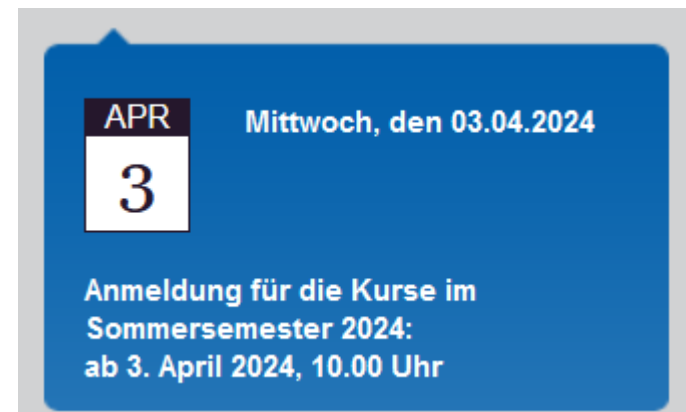 APR
3
Mittwoch, den 03.04.2024
Anmeldung für die Kurse im
Sommersemester 2024:
ab 3. April 2024, 10.00 Uhr